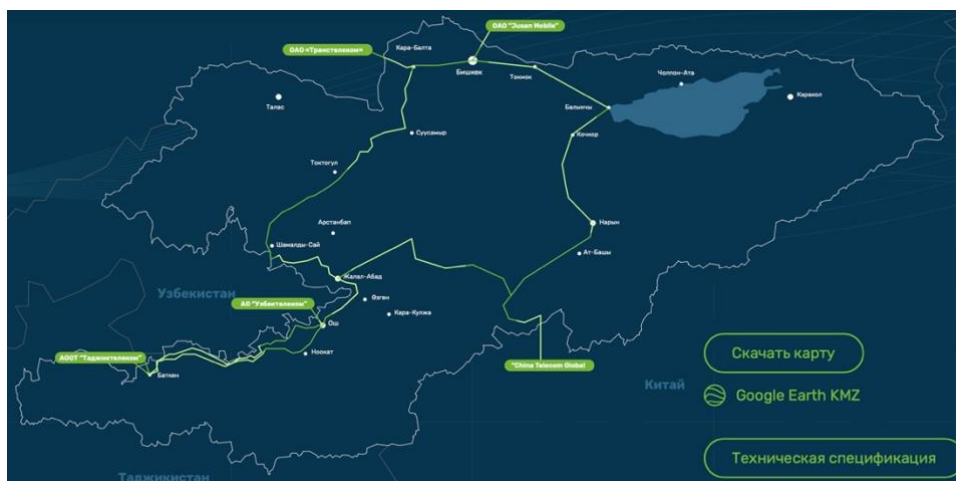 ОАО "Jusan Mobile"
ОАО «Транстелеком»
Кара-Балта
Бишкек
Токмок
Чолпон-Ата
Каракол
Талас
Балыкчы
Суусамыр
Кочкор
Токтогул
Нарын
Арстанбап
Шамалды-Сай
Ат-Башы
Жалал-Абад
Узбекистан
Өзген
АО "Узбектелеком"
Кара-Кулжа
Ош
Ноокат
АООТ "Таджиктелеком"
Баткен
"China Telecom Global
Скачать карту
Китай
Google Earth KMZ
Техническая спецификация
Таджикистан